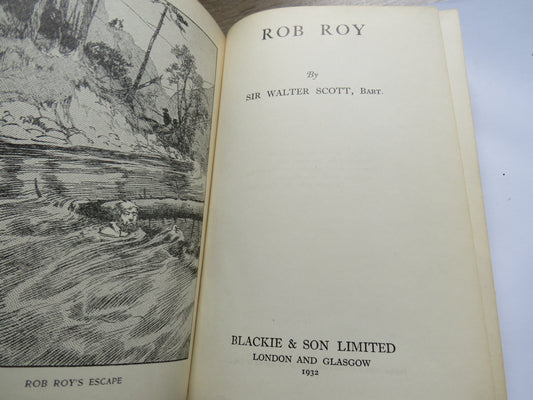 ROB ROY'S ESCAPE
ROB ROY
By
SIR WALTER SCOTT, BART.
BLACKIE & SON LIMITED
LONDON AND GLASGOW
1932